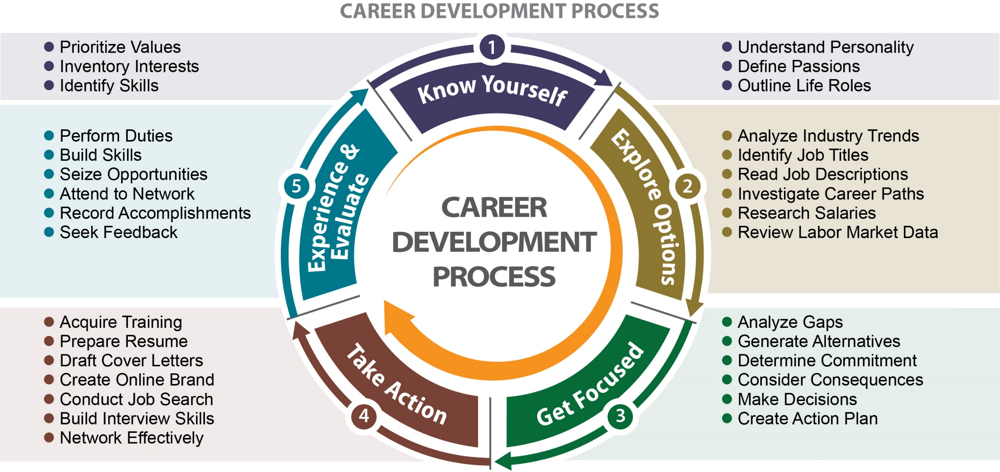 CAREER DEVELOPMENT PROCESS
Prioritize Values
Inventory Interests
Identify Skills
1
Know Yourself
Understand Personality
Define Passions
Outline Life Roles
Perform Duties
Build Skills
Seize Opportunities
Attend to Network
Record Accomplishments
Seek Feedback
5
Experience &
Evaluate
CAREER
DEVELOPMENT
PROCESS
Explore Options
2
Analyze Industry Trends
Identify Job Titles
Read Job Descriptions
Investigate Career Paths
Research Salaries
Review Labor Market Data
Acquire Training
Prepare Resume
Draft Cover Letters
Create Online Brand
Conduct Job Search
Build Interview Skills
Network Effectively
4
Take Action
Get Focused
3
Analyze Gaps
Generate Alternatives
Determine Commitment
Consider Consequences
Make Decisions
Create Action Plan